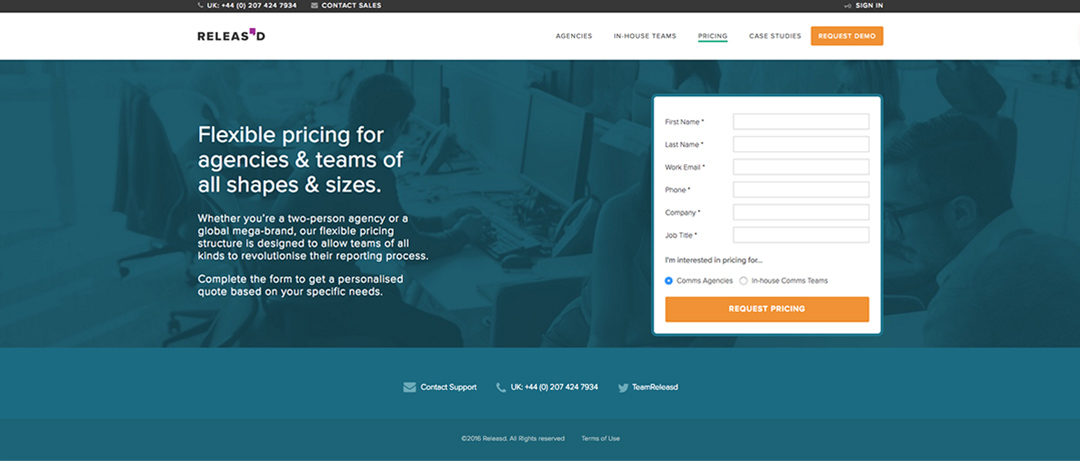 UK: +44 (0) 207 424 7934 CONTACT SALES SIGN IN
RELEAS'D AGENCIES IN-HOUSE TEAMS PRICING CASE STUDIES REQUEST DEMO
Flexible pricing for
agencies & teams of
all shapes & sizes.
Whether you're a two-person agency or a
global mega-brand, our flexible pricing
structure is designed to allow teams of all
kinds to revolutionise their reporting process.
Complete the form to get a personalised
quote based on your specific needs.
First Name *
Last Name *
Work Email *
Phone *
Company *
Job Title *
I'm interested in pricing for...
Comms Agencies In-house Comms Teams
REQUEST PRICING
Contact Support UK: +44 (0) 207 424 7934 TeamReleasd
©2016 Releasd. All Rights reserved Terms of Use